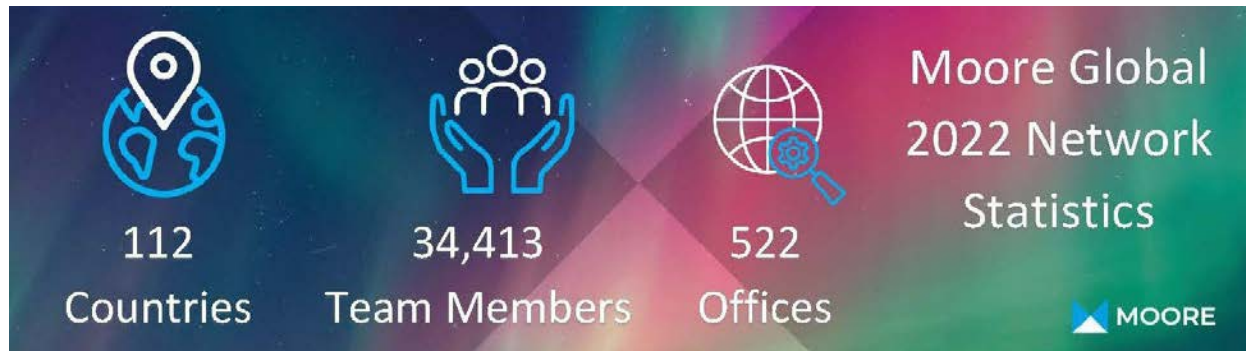 112
Countries
34,413
Team Members
522
Offices
Moore Global
2022 Network
Statistics
MOORE